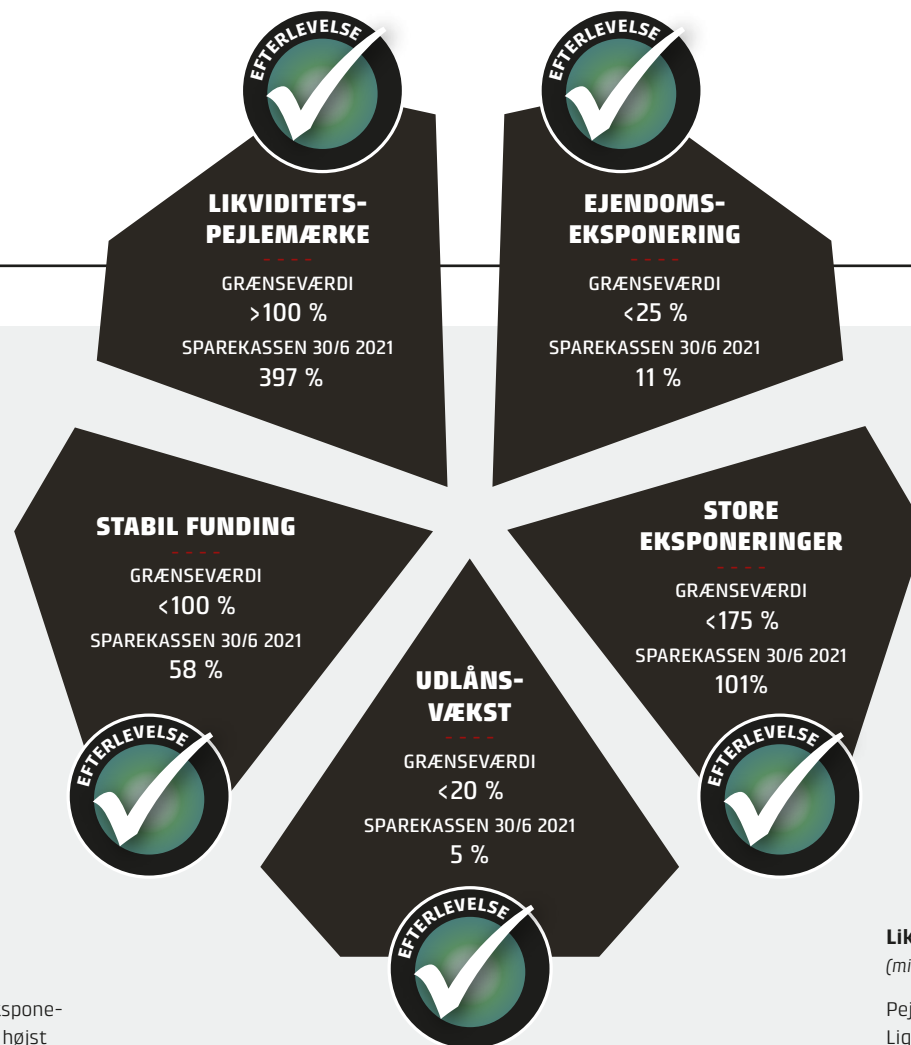 EFTERLEVELSE
LIKVIDITETS-
PEJLEMÆRKE
GRÆNSEVÆRDI
>100 %
SPAREKASSEN 30/6 2021
397 %
EFTERLEVELSE
EJENDOMS-
EKSPONERING
GRÆNSEVÆRDI
<25 %
SPAREKASSEN 30/6 2021
11 %
STABIL FUNDING
GRÆNSEVÆRDI
<100 %
SPAREKASSEN 30/6 2021
58 %
EFTERLEVELSE
STORE
EKSPONERINGER
GRÆNSEVÆRDI
<175 %
SPAREKASSEN 30/6 2021
101%
EFTERLEVELSE
UDLÅNS-
VÆKST
GRÆNSEVÆRDI
<20 %
SPAREKASSEN 30/6 2021
5 %
EFTERLEVELSE
højst